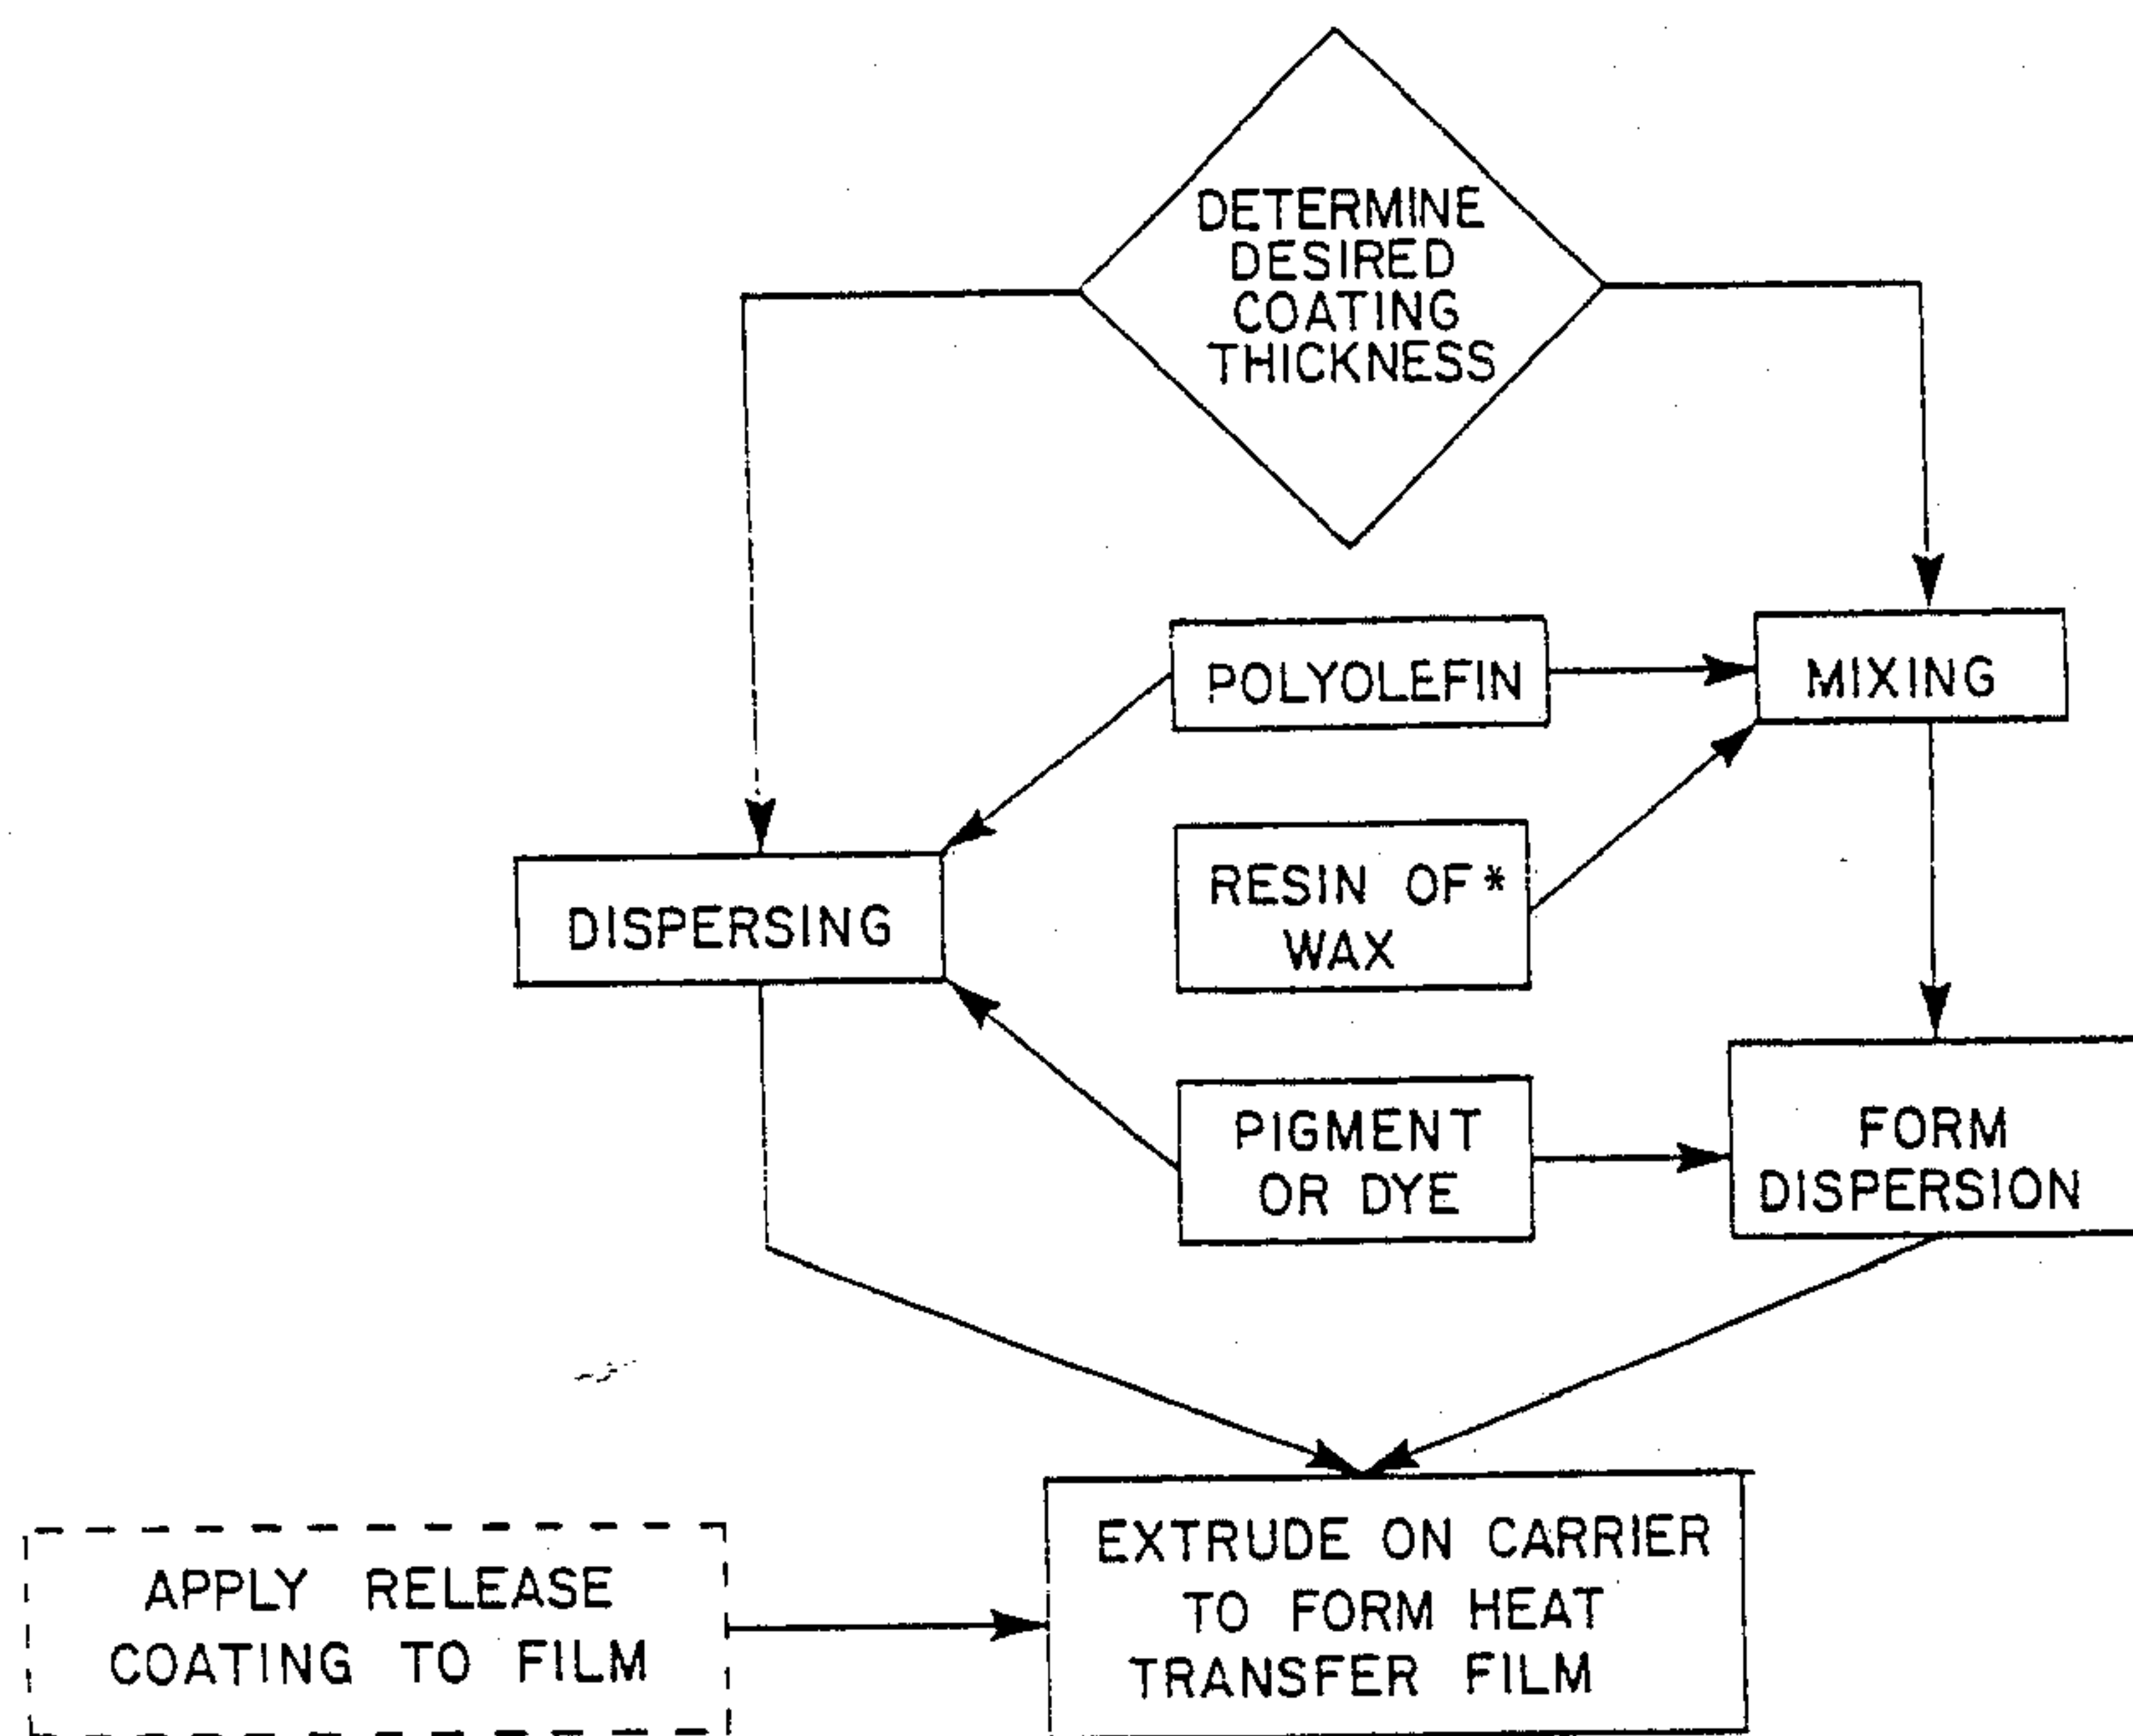 DETERMINE
DESIRED
COATING
THICKNESS
POLYOLEFIN
MIXING
RESIN OF*
WAX
DISPERSING
PIGMENT
OR DYE
FORM
DISPERSION
EXTRUDE ON CARRIER
TO FORM HEAT
TRANSFER FILM
APPLY RELEASE
COATING TO FILM